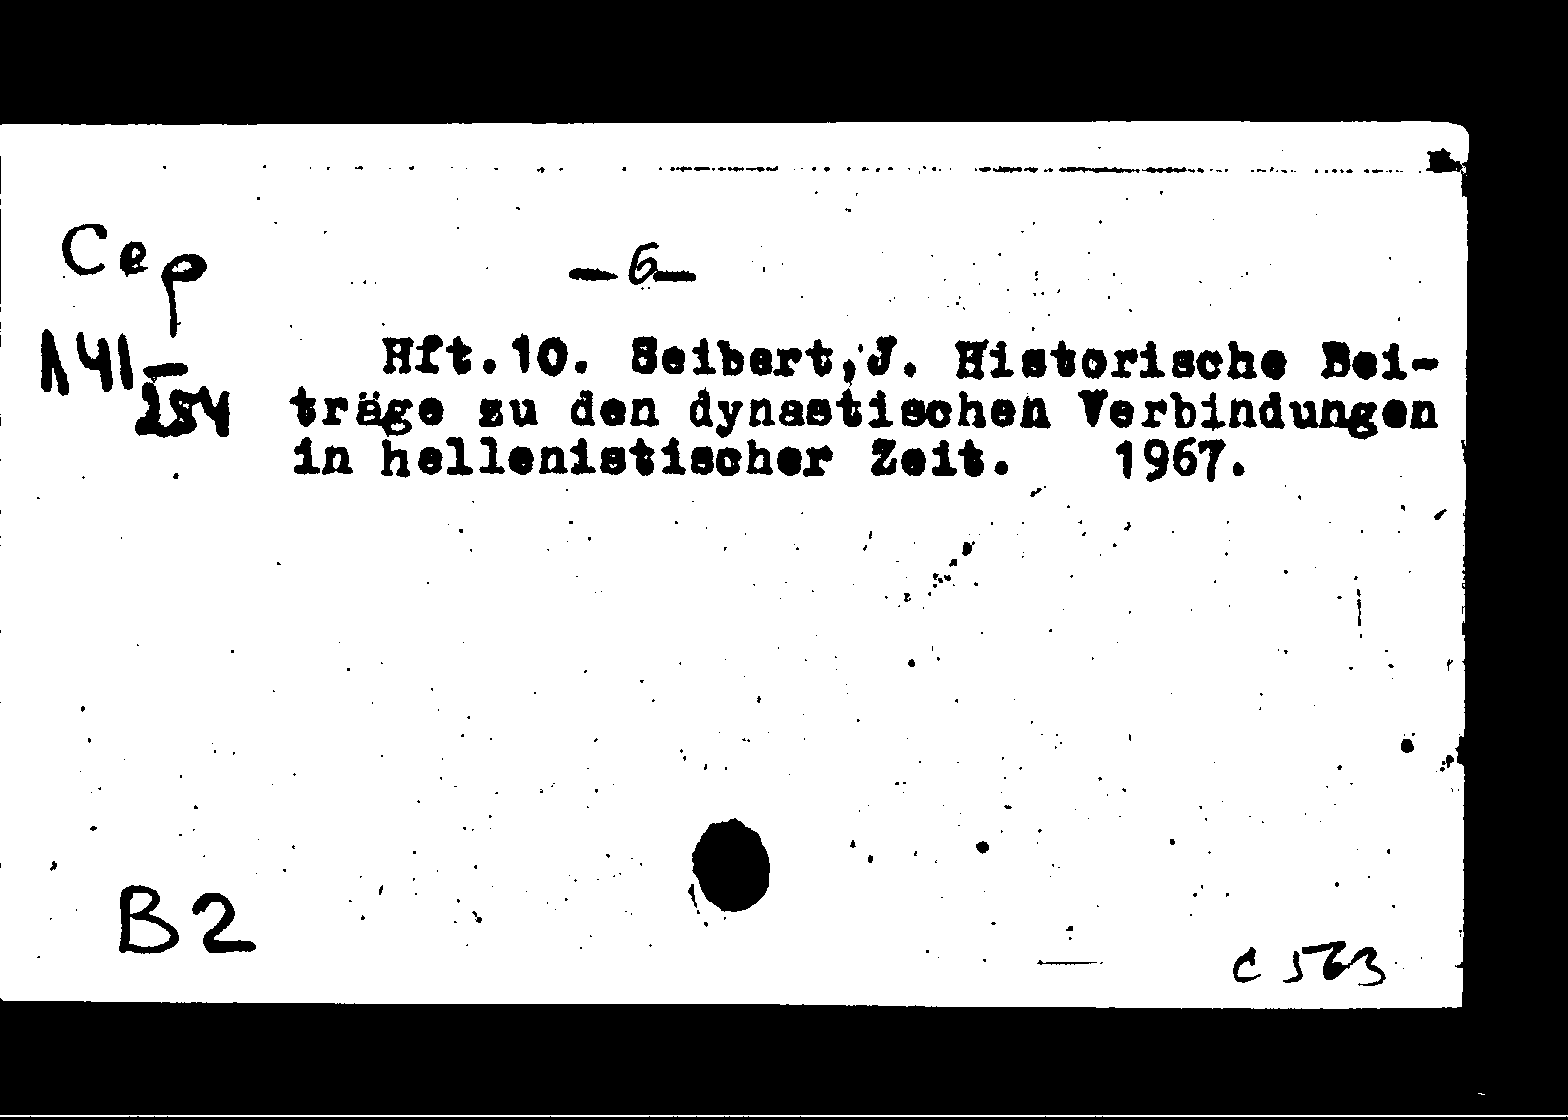 Сер
— 6 —
Л41
254
Hft.10. Seibert, J. Historische Bei-
träge zu den dynastischen Verbindungen
in hellenistischer Zeit. 1967.
B2
c 563